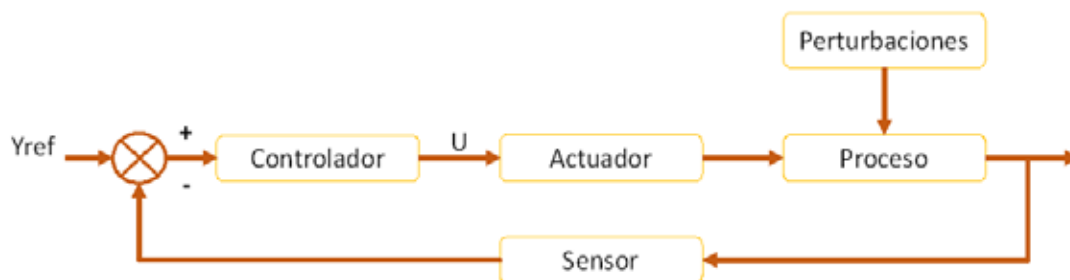 Perturbaciones
Yref
+
-
Controlador
U
Actuador
Proceso
Sensor